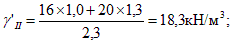 γ'_II = (16×1,0+20×1,3)/2,3 = 18,3кН/м³;